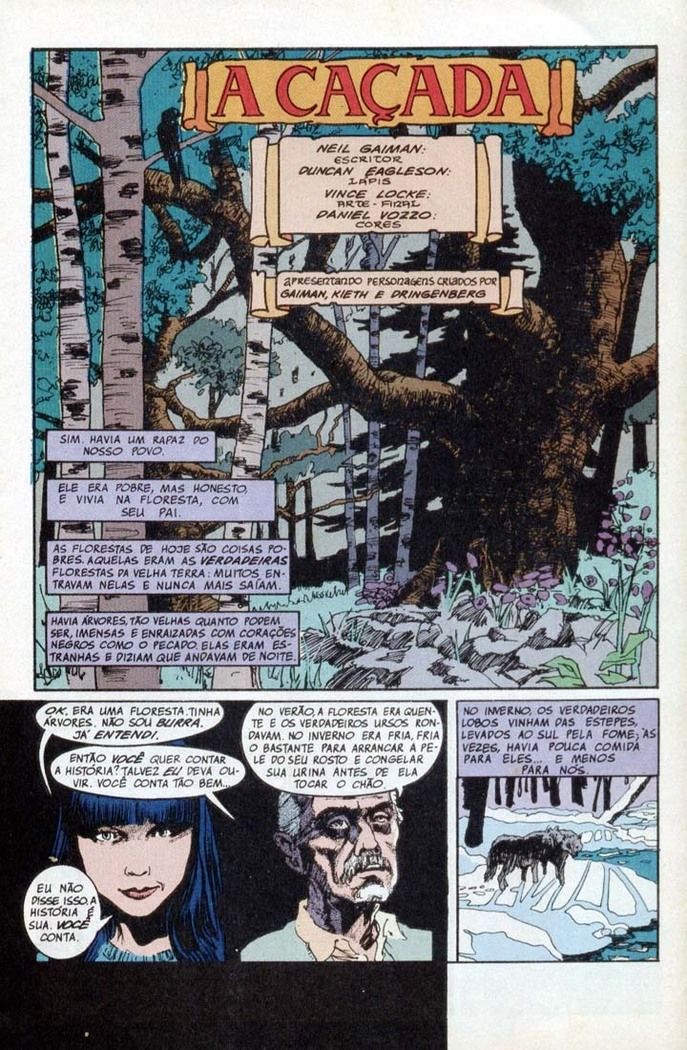 A CAÇADA
NEIL GAIMAN:
ESCRITOR
DUNCAN EAGLESON:
LÁPIS
VINCE LOCKE:
ARTE-FINAL
DANIEL VOZZO:
CORES
APRESENTANDO PERSONAGENS CRIADOS POR
GAIMAN, KIETH E DRINGENBERG
SIM. HAVIA UM RAPAZ DO
NOSSO POVO.
ELE ERA POBRE, MAS HONESTO,
E VIVIA NA FLORESTA, COM
SEU PAI.
AS FLORESTAS DE HOJE SÃO COISAS PO-
BRES. AQUELAS ERAM AS VERDADEIRAS
FLORESTAS DA VELHA TERRA: MUITOS EN-
TRAVAM NELAS E NUNCA MAIS SAÍAM.
HAVIA ÁRVORES, TÃO VELHAS QUANTO PODEM
SER, IMENSAS E ENRAIZADAS COM CORAÇÕES
NEGROS COMO O PECADO. ELAS ERAM ES-
TRANHAS E DIZIAM QUE ANDAVAM DE NOITE.
OK. ERA UMA FLORESTA. TINHA
ÁRVORES. NÃO SOU BURRA.
JÁ ENTENDI.
ENTÃO VOCÊ QUER CONTAR
A HISTÓRIA? TALVEZ EU DEVA OU-
VIR. VOCÊ CONTA TÃO BEM...
EU NÃO
DISSE ISSO. A
HISTÓRIA É
SUA. VOCÊ
CONTA.
NO VERÃO, A FLORESTA ERA QUEN-
TE E OS VERDADEIROS URSOS RON-
DAVAM. NO INVERNO ERA FRIA, FRIA
O BASTANTE PARA ARRANCAR A PE-
LE DO SEU ROSTO E CONGELAR
SUA URINA ANTES DE ELA
TOCAR O CHÃO.
NO INVERNO, OS VERDADEIROS
LOBOS VINHAM DAS ESTEPES,
LEVADOS AO SUL PELA FOME; ÀS
VEZES, HAVIA POUCA COMIDA
PARA ELES... E MENOS
PARA NÓS.